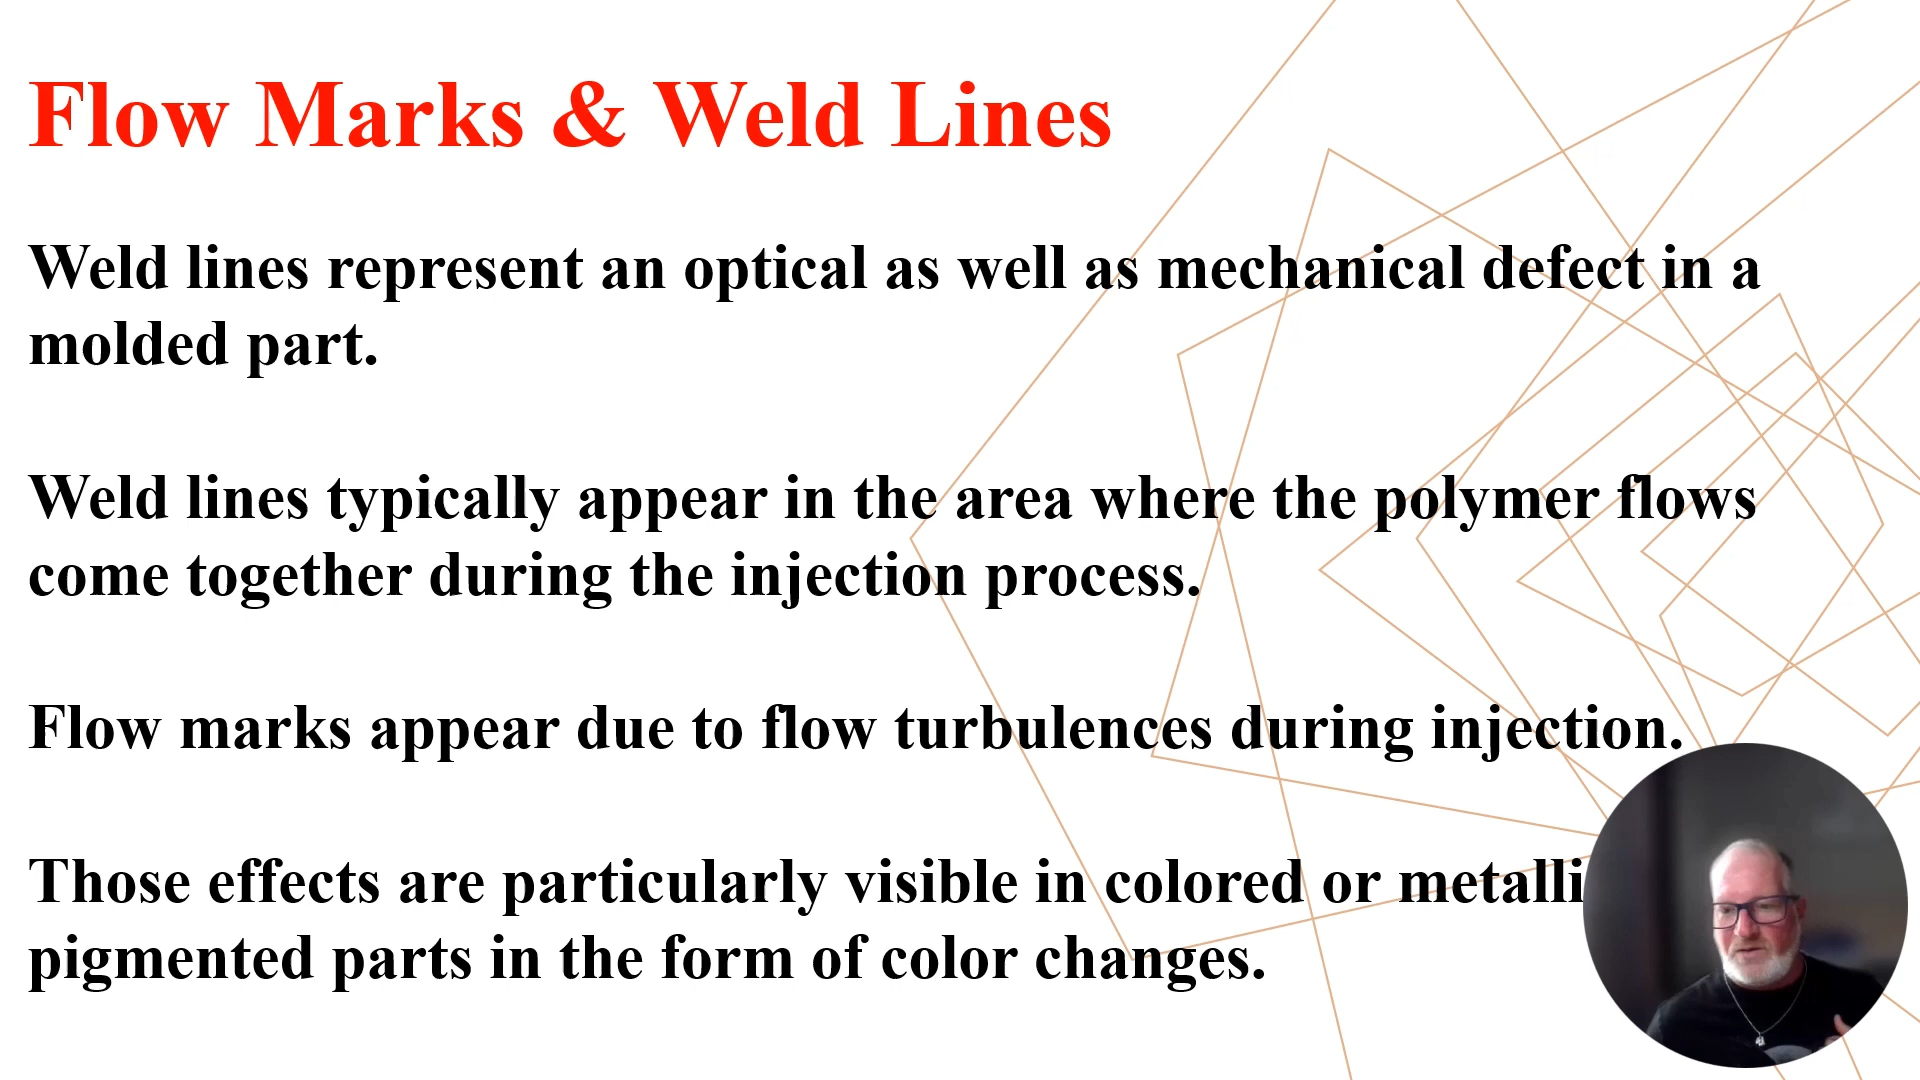 Flow Marks & Weld Lines
Weld lines represent an optical as well as mechanical defect in a
molded part.
Weld lines typically appear in the area where the polymer flows
come together during the injection process.
Flow marks appear due to flow turbulences during injection.
Those effects are particularly visible in colored or
pigmented parts in the form of color changes.